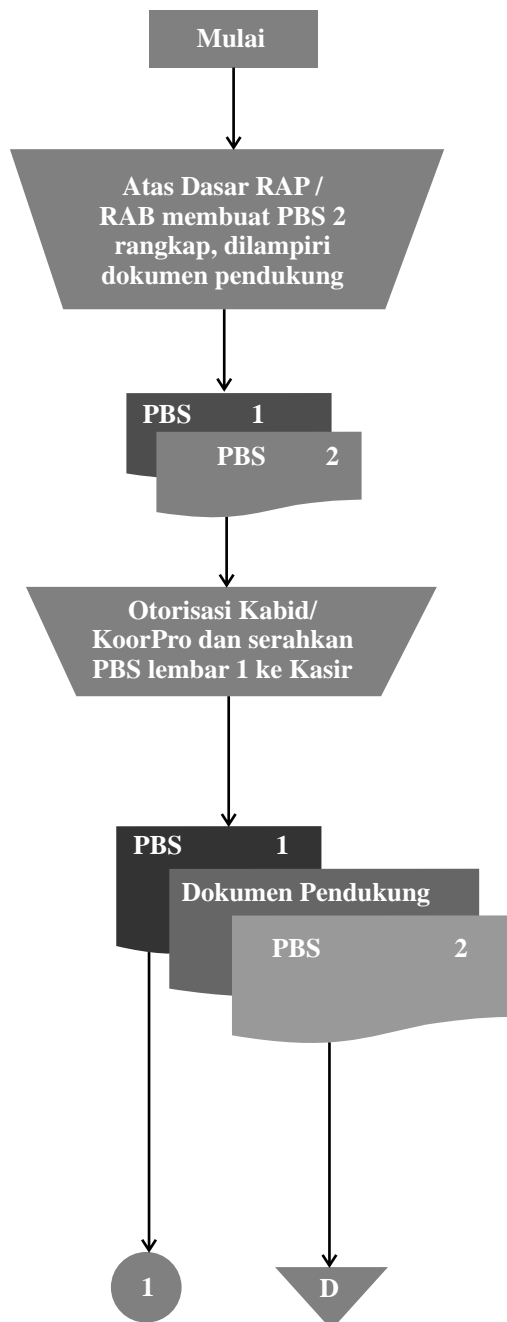 Mulai
Atas Dasar RAP /
RAB membuat PBS 2
rangkap, dilampiri
dokumen pendukung
PBS 1
PBS 2
Otorisasi Kabid/
KoorPro dan serahkan
PBS lembar 1 ke Kasir
PBS 1
Dokumen Pendukung
PBS 2
1
D